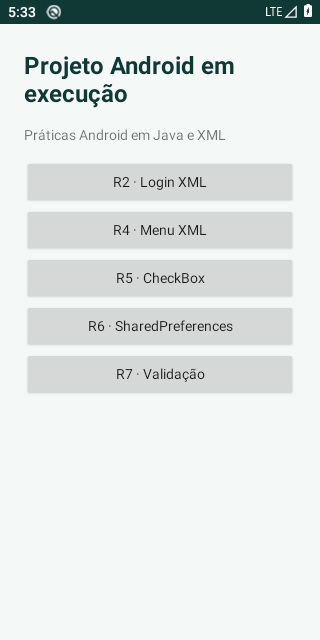 5:33
LTE
Projeto Android em
execução
Práticas Android em Java e XML
R2 · Login XML
R4 · Menu XML
R5 · CheckBox
R6 · SharedPreferences
R7 · Validação